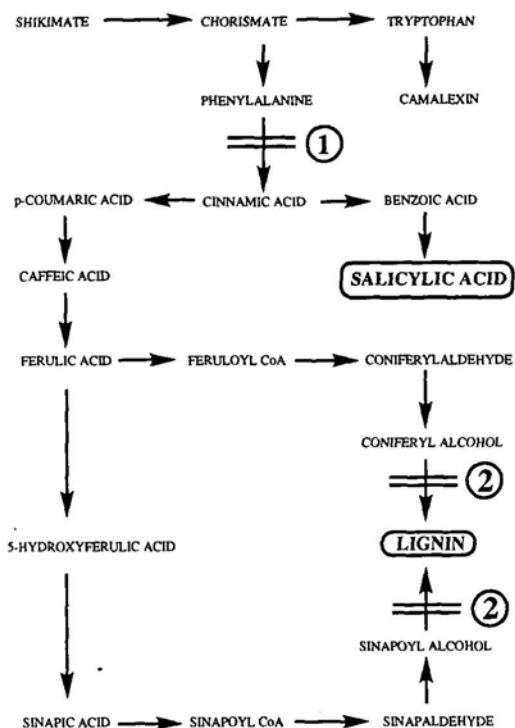 SHIKIMATE CHORISMATE TRYPTOPHAN
PHENYLALANINE CAMALEXIN
1
p-COUMARIC ACID CINNAMIC ACID BENZOIC ACID
CAFFEIC ACID SALICYLIC ACID
FERULIC ACID FERULOYL CoA CONIFERYLALDEHYDE
CONIFERYL ALCOHOL
2
5-HYDROXYFERULIC ACID LIGNIN
2
SINAPOYL ALCOHOL
SINAPIC ACID SINAPOYL CoA SINAPALDEHYDE